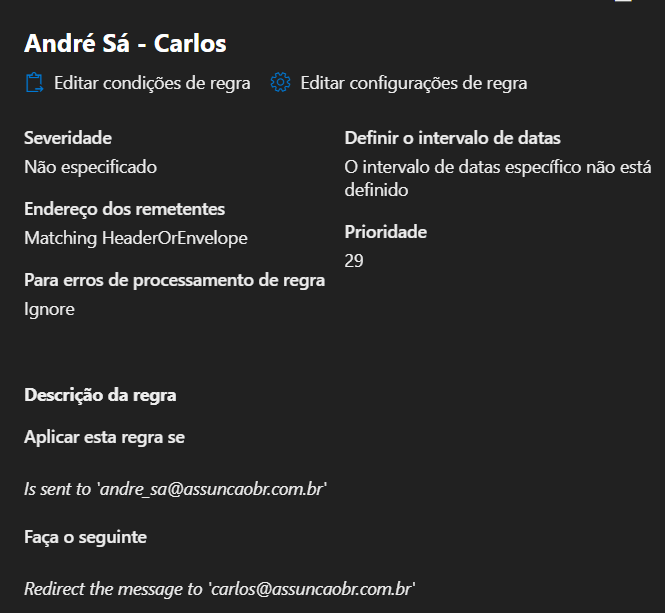 André Sá - Carlos
Editar condições de regra
Editar configurações de regra
Severidade
Não especificado
Definir o intervalo de datas
O intervalo de datas específico não está
definido
Endereço dos remetentes
Matching HeaderOrEnvelope
Prioridade
29
Para erros de processamento de regra
Ignore
Descrição da regra
Aplicar esta regra se
Is sent to 'andre_sa@assuncaobr.com.br'
Faça o seguinte
Redirect the message to 'carlos@assuncaobr.com.br'